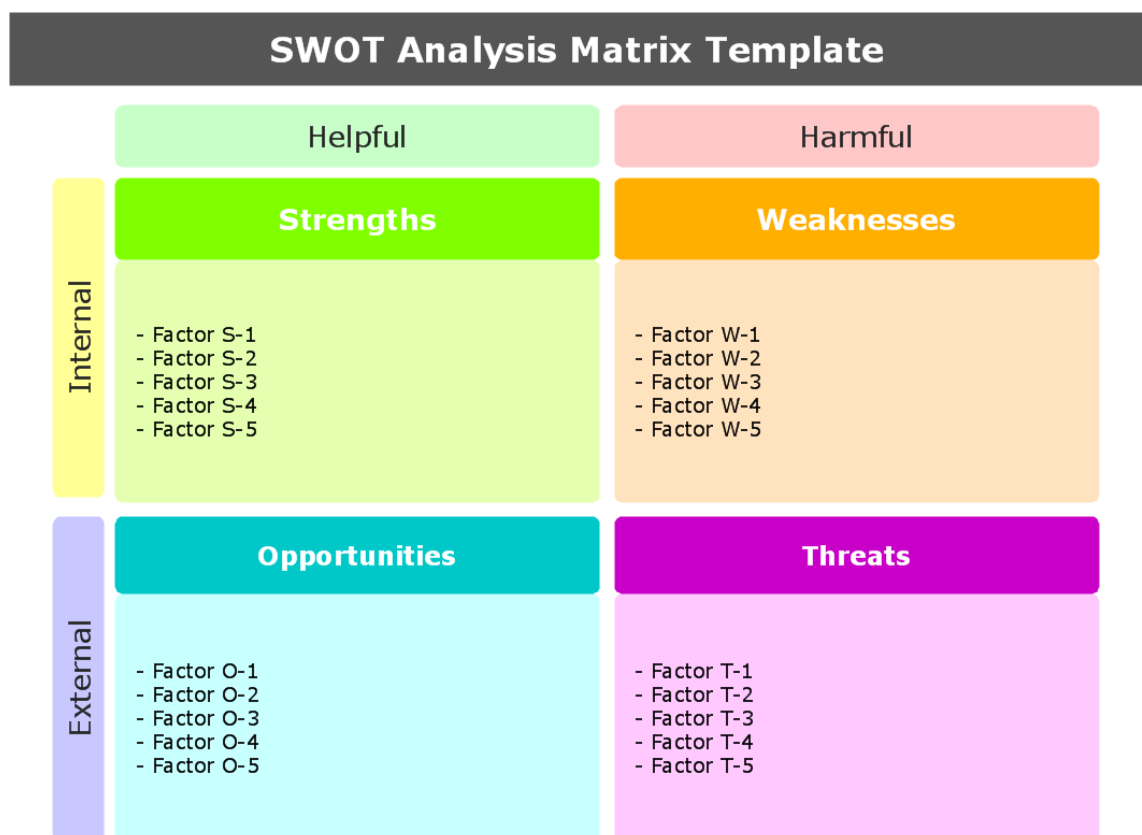 SWOT Analysis Matrix Template
Helpful
Harmful
Internal
Strengths
- Factor S-1
- Factor S-2
- Factor S-3
- Factor S-4
- Factor S-5
Weaknesses
- Factor W-1
- Factor W-2
- Factor W-3
- Factor W-4
- Factor W-5
External
Opportunities
- Factor O-1
- Factor O-2
- Factor O-3
- Factor O-4
- Factor O-5
Threats
- Factor T-1
- Factor T-2
- Factor T-3
- Factor T-4
- Factor T-5